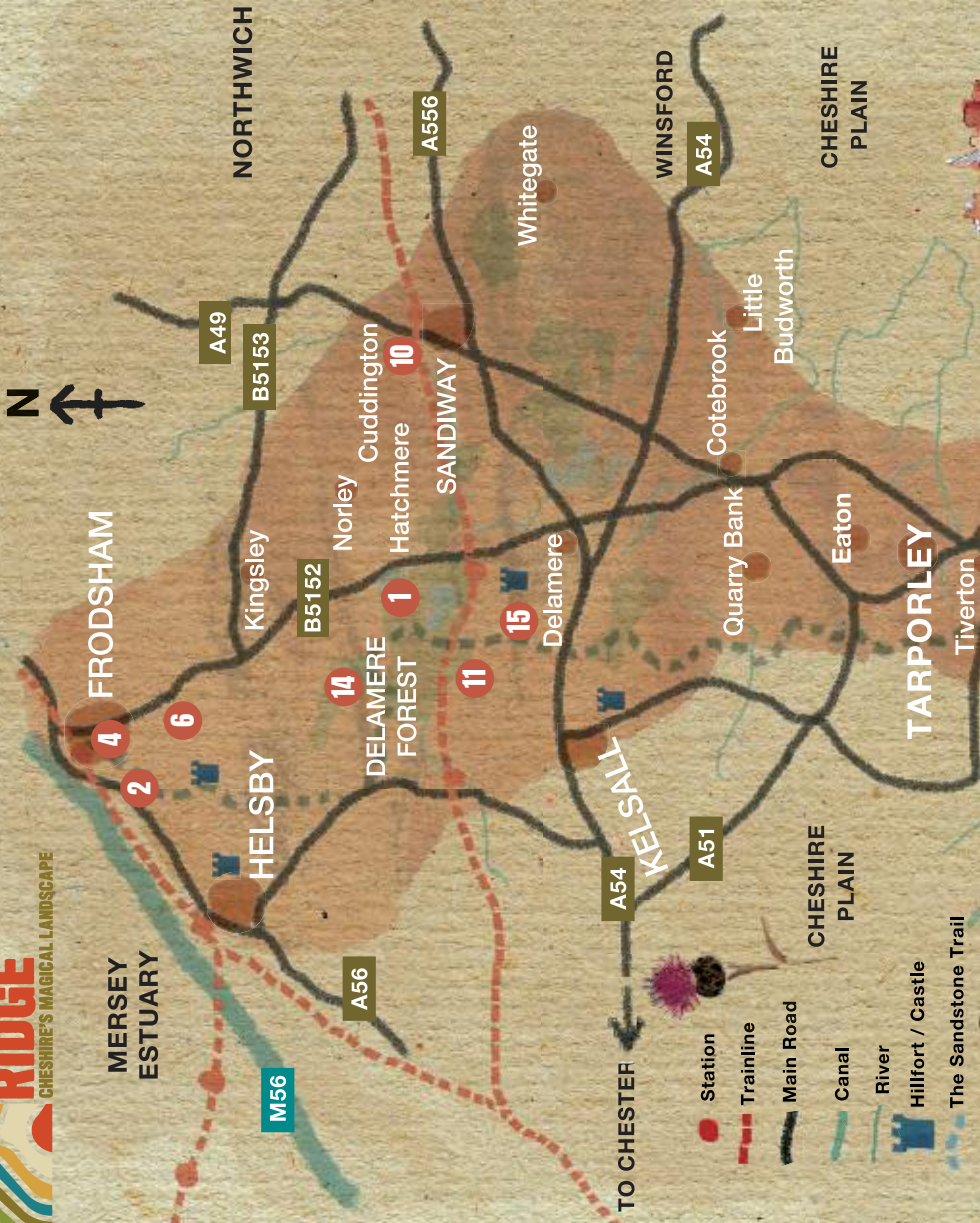 RIDGE
CHESHIRE'S MAGICAL LANDSCAPE
N
MERSEY
ESTUARY
M56
FRODSHAM
4
2
6
HELSBY
A56
NORTHWICH
A49
B5153
Kingsley
B5152
Norley
Cuddington
Hatchmere
10
SANDIWAY
A556
Whitegate
14
DELAMERE
FOREST
1
11
15
Delamere
WINSFORD
A54
CHESHIRE
PLAIN
KELSALL
A54
A51
TO CHESTER
CHESHIRE
PLAIN
Quarry Bank
Cotebrook
Little
Budworth
Eaton
TARPORLEY
Tiverton
Station
Trainline
Main Road
Canal
River
Hillfort / Castle
The Sandstone Trail